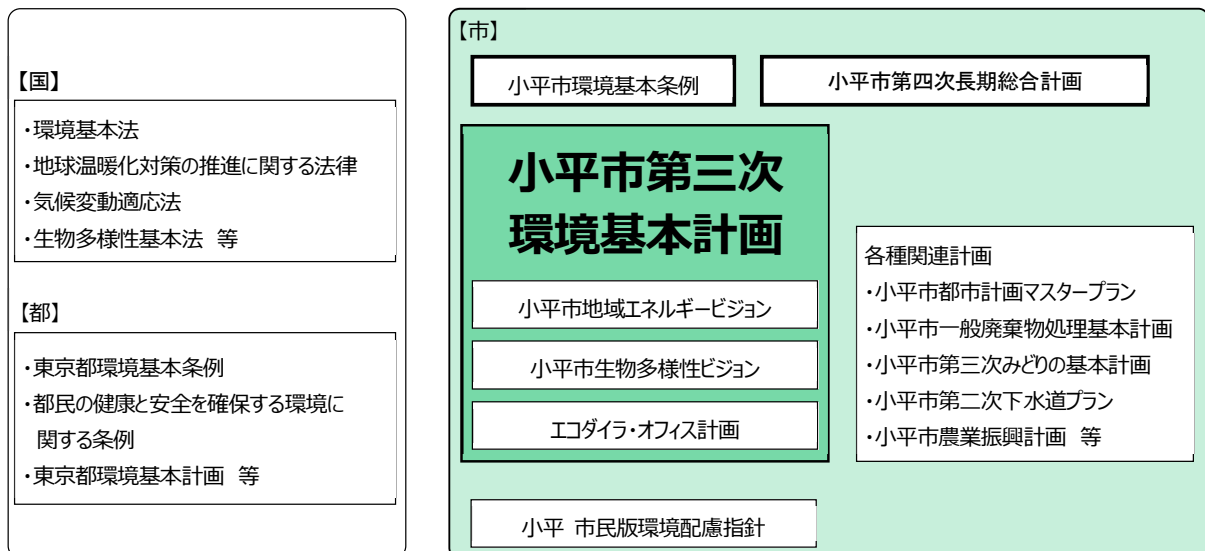 【国】
・環境基本法
・地球温暖化対策の推進に関する法律
・気候変動適応法
・生物多様性基本法 等
【都】
・東京都環境基本条例
・都民の健康と安全を確保する環境に
関する条例
・東京都環境基本計画 等
【市】
小平市環境基本条例
小平市第四次長期総合計画
小平市第三次
環境基本計画
小平市地域エネルギービジョン
小平市生物多様性ビジョン
エコダイラ・オフィス計画
各種関連計画
・小平市都市計画マスタープラン
・小平市一般廃棄物処理基本計画
・小平市第三次みどりの基本計画
・小平市第二次下水道プラン
・小平市農業振興計画 等
小平 市民版環境配慮指針